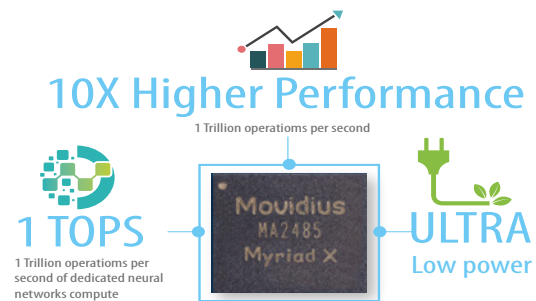 10X Higher Performance
1 Trillion operatioms per second
1 TOPS
1 Trillion operations per
second of dedicated neural
networks compute
Movidius
MA2485
Myriad X
ULTRA
Low power